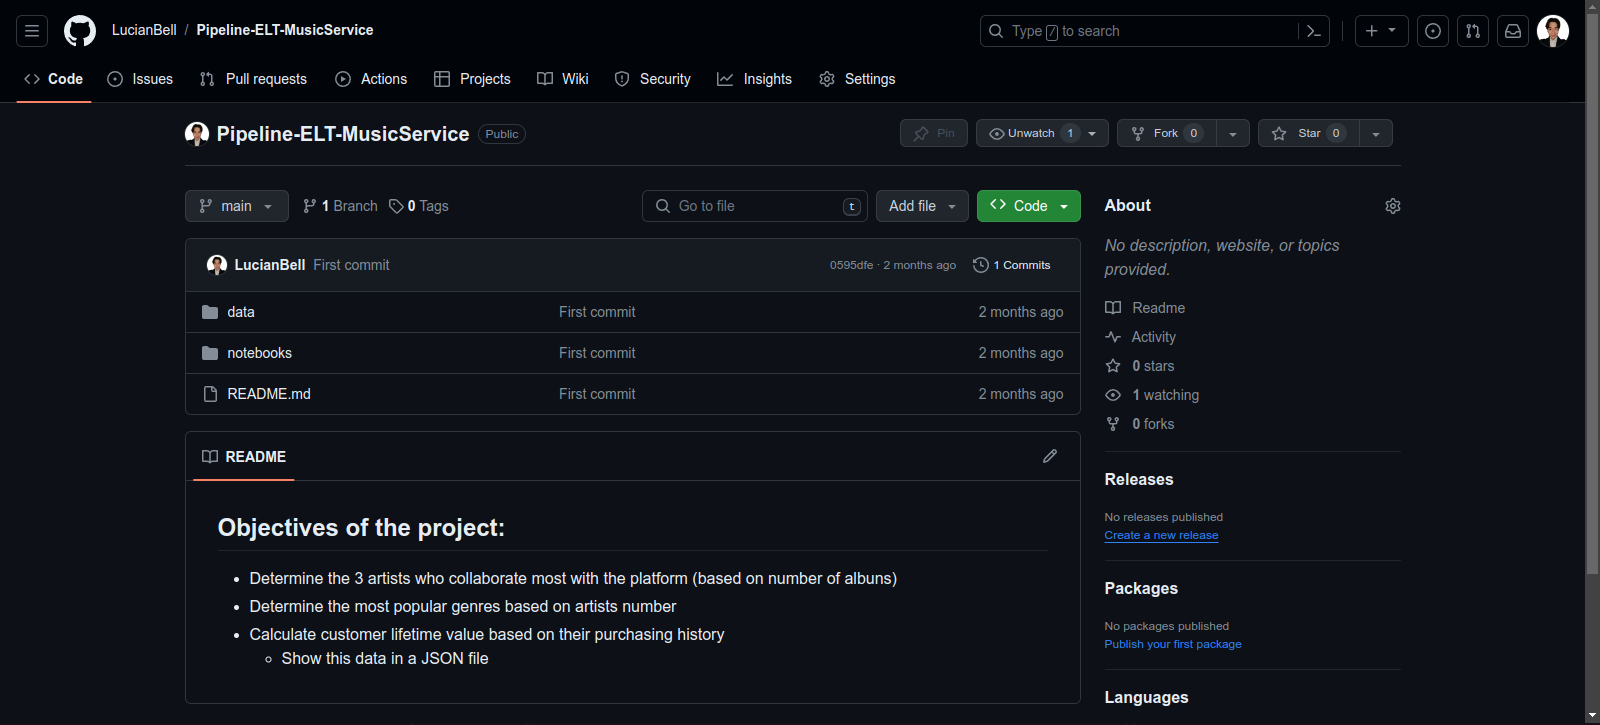 LucianBell / Pipeline-ELT-MusicService
Type / to search
Code Issues Pull requests Actions Projects Wiki Security Insights Settings
Pipeline-ELT-MusicService Public
Pin Unwatch 1 Fork 0 Star 0
main 1 Branch 0 Tags
Go to file t Add file Code
LucianBell First commit 0595dfe · 2 months ago 1 Commits
data First commit 2 months ago
notebooks First commit 2 months ago
README.md First commit 2 months ago
README
Objectives of the project:
Determine the 3 artists who collaborate most with the platform (based on number of albuns)
Determine the most popular genres based on artists number
Calculate customer lifetime value based on their purchasing history
Show this data in a JSON file
About
No description, website, or topics
provided.
Readme
Activity
0 stars
1 watching
0 forks
Releases
No releases published
Create a new release
Packages
No packages published
Publish your first package
Languages